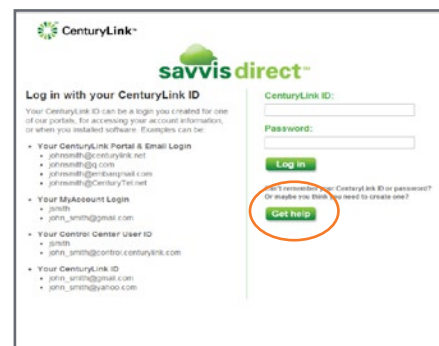 CenturyLink™
savvisdirect™
Log in with your CenturyLink ID
Your CenturyLink ID can be a login you created for one
of our portals, for accessing your account information,
or when you installed software. Examples can be:
• Your CenturyLink Portal & Email Login
• johnsmith@centurylink.net
• johnsmith@q.com
• johnsmith@embarqmail.com
• johnsmith@CenturyTel.net
• Your MyAccount Login
• jsmith
• john_smith@gmail.com
• Your Control Center User ID
• jsmith
• john_smith@control.centurylink.com
• Your CenturyLink ID
• john_smith@gmail.com
• john_smith@yahoo.com
CenturyLink ID:
Password:
Log in
Can't remember your CenturyLink ID or password?
Or maybe you think you need to create one?
Get help